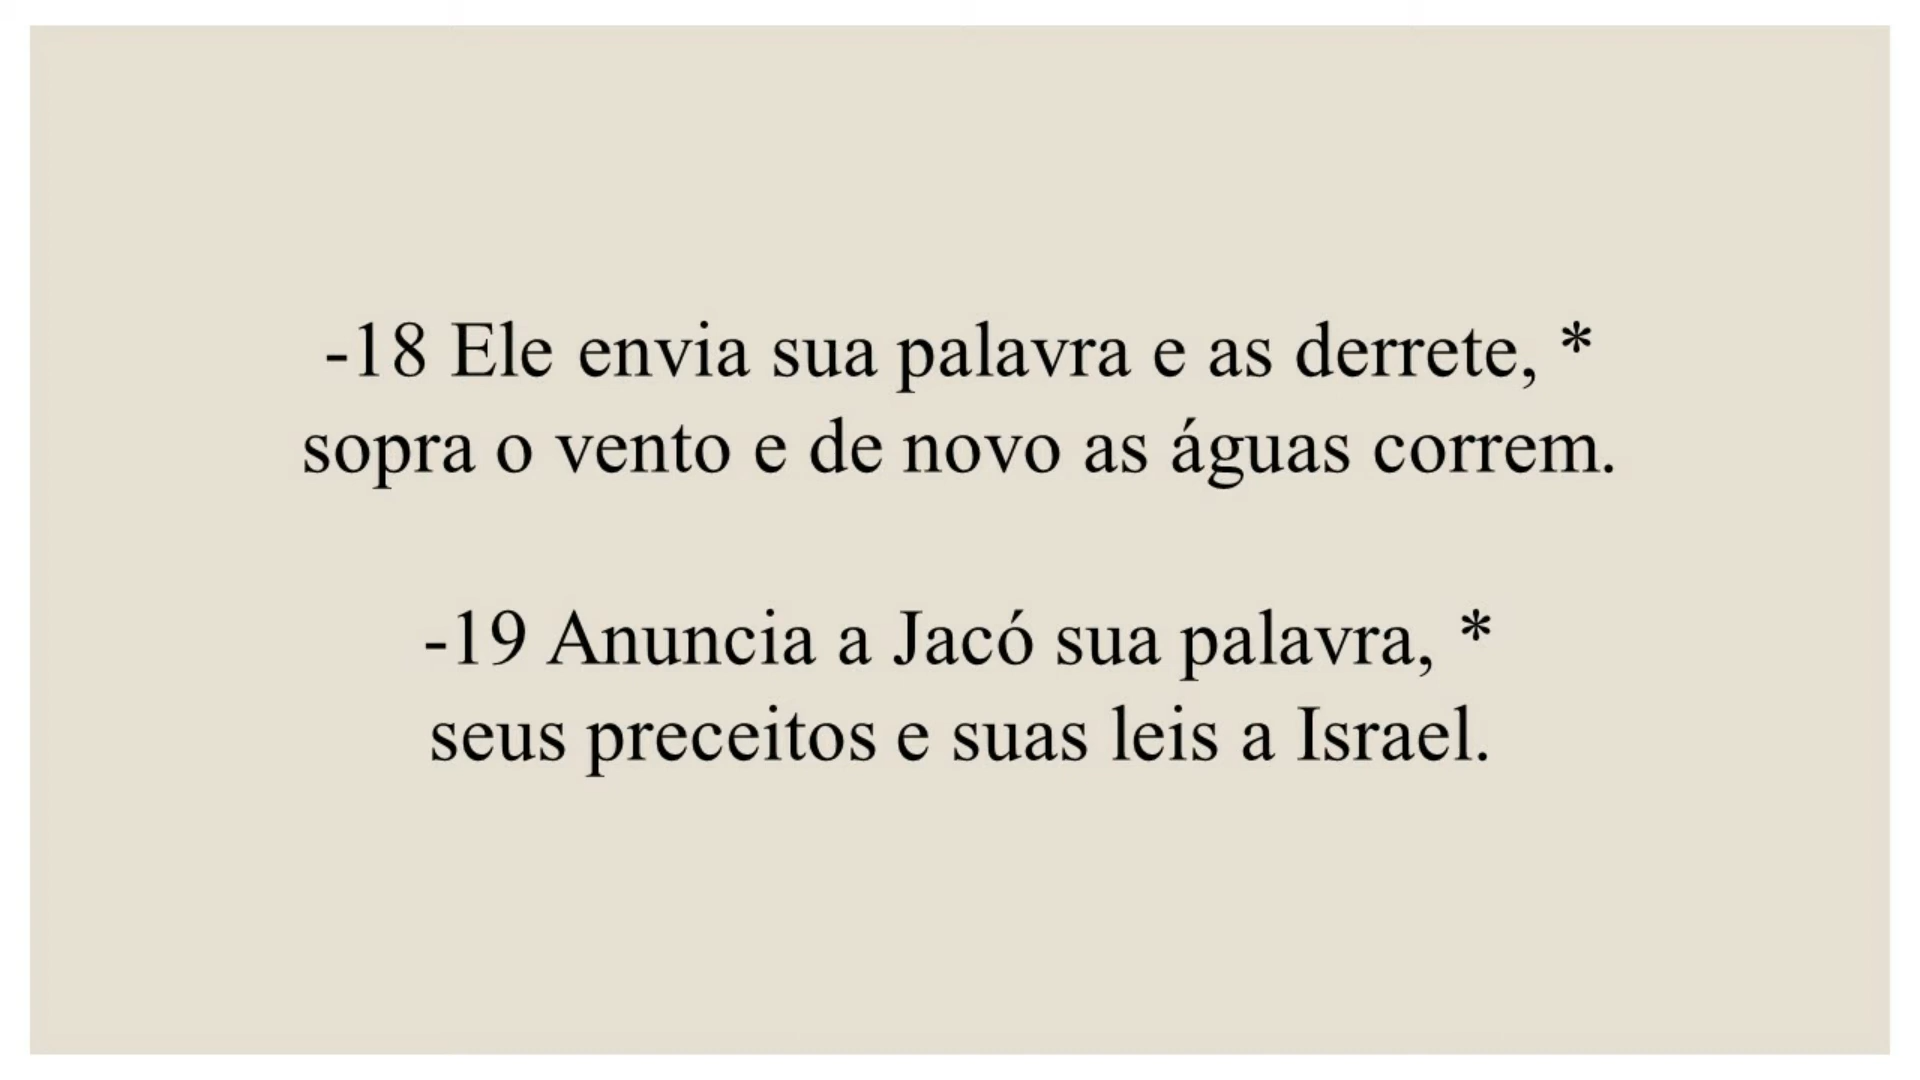 -18 Ele envia sua palavra e as derrete, *
sopra o vento e de novo as águas correm.
-19 Anuncia a Jacó sua palavra, *
seus preceitos e suas leis a Israel.